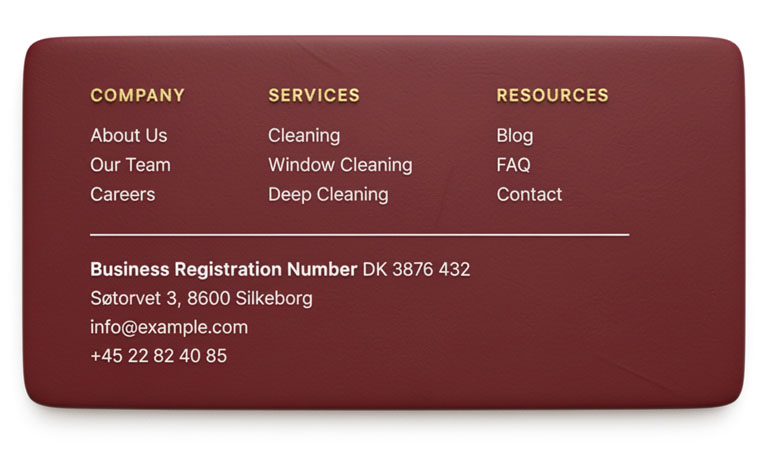 COMPANY
About Us
Our Team
Careers
SERVICES
Cleaning
Window Cleaning
Deep Cleaning
RESOURCES
Blog
FAQ
Contact
Business Registration Number DK 3876 432
Søtorvet 3, 8600 Silkeborg
info@example.com
+45 22 82 40 85